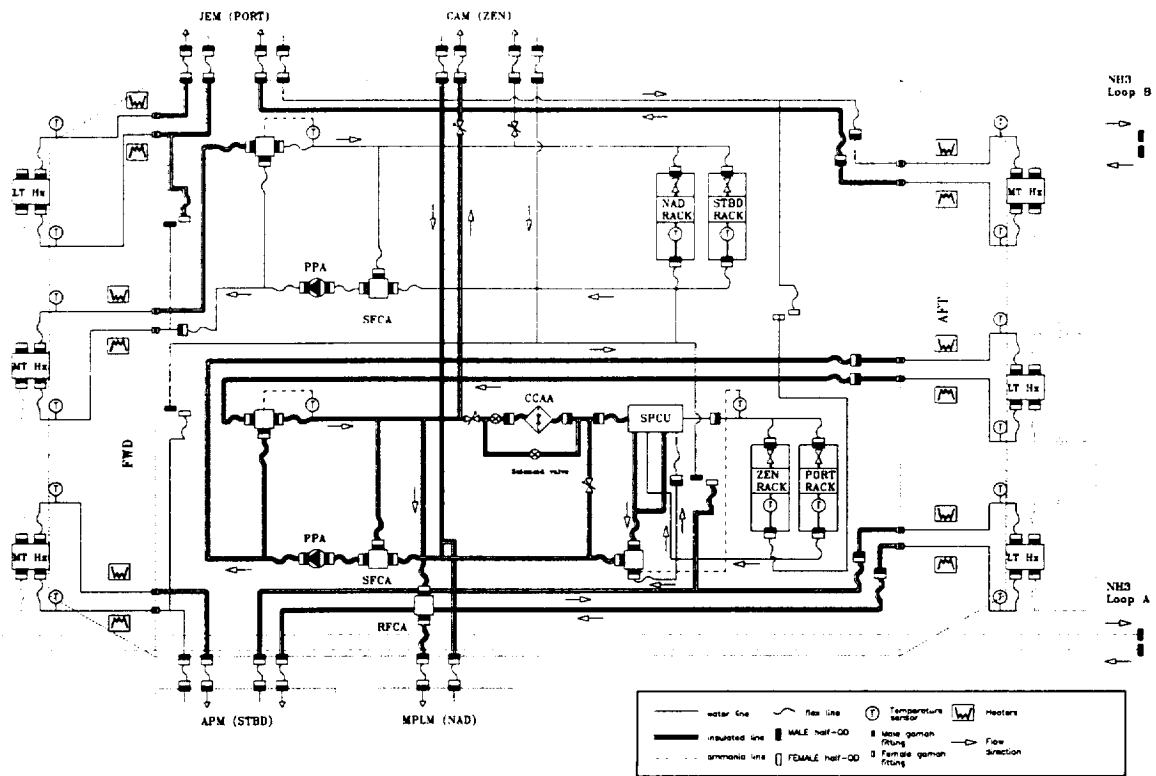 JEM (PORT)
CAM (ZEN)
NH3
Loop B
T
T
LT Hx
T
NAD
RACK
STBD
RACK
T
T
T
MT Hx
T
PPA
SFCA
T
MT Hx
T
AFT
T
LT Hx
T
FWD
T
CCAA
SPCU
T
Solenoid valve
ZEN
RACK
PORT
RACK
T
T
T
MT Hx
T
PPA
SFCA
RFCA
T
LT Hx
T
NH3
Loop A
APM (STBD)
MPLM (NAD)
water line
flex line
T
Temperature
sensor
Heaters
insulated line
MALE half-QD
Male gamah
fitting
Flow
direction
ammonia line
FEMALE half-QD
Female gamah
fitting